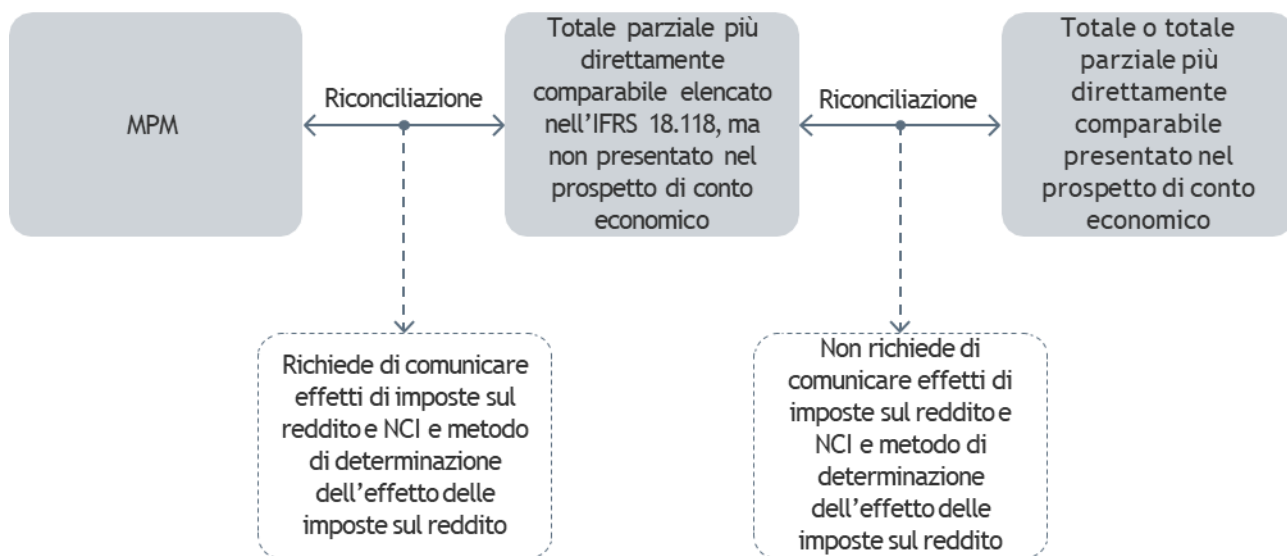 MPM
Riconciliazione
Totale parziale più
direttamente
comparabile elencato
nell'IFRS 18.118, ma
non presentato nel
prospetto di conto
economico
Riconciliazione
Totale o totale
parziale più
direttamente
comparabile
presentato nel
prospetto di conto
economico
Richiede di comunicare
effetti di imposte sul
reddito e NCI e metodo
di determinazione
dell'effetto delle
imposte sul reddito
Non richiede di
comunicare effetti di
imposte sul reddito e
NCI e metodo di
determinazione
dell'effetto delle
imposte sul reddito